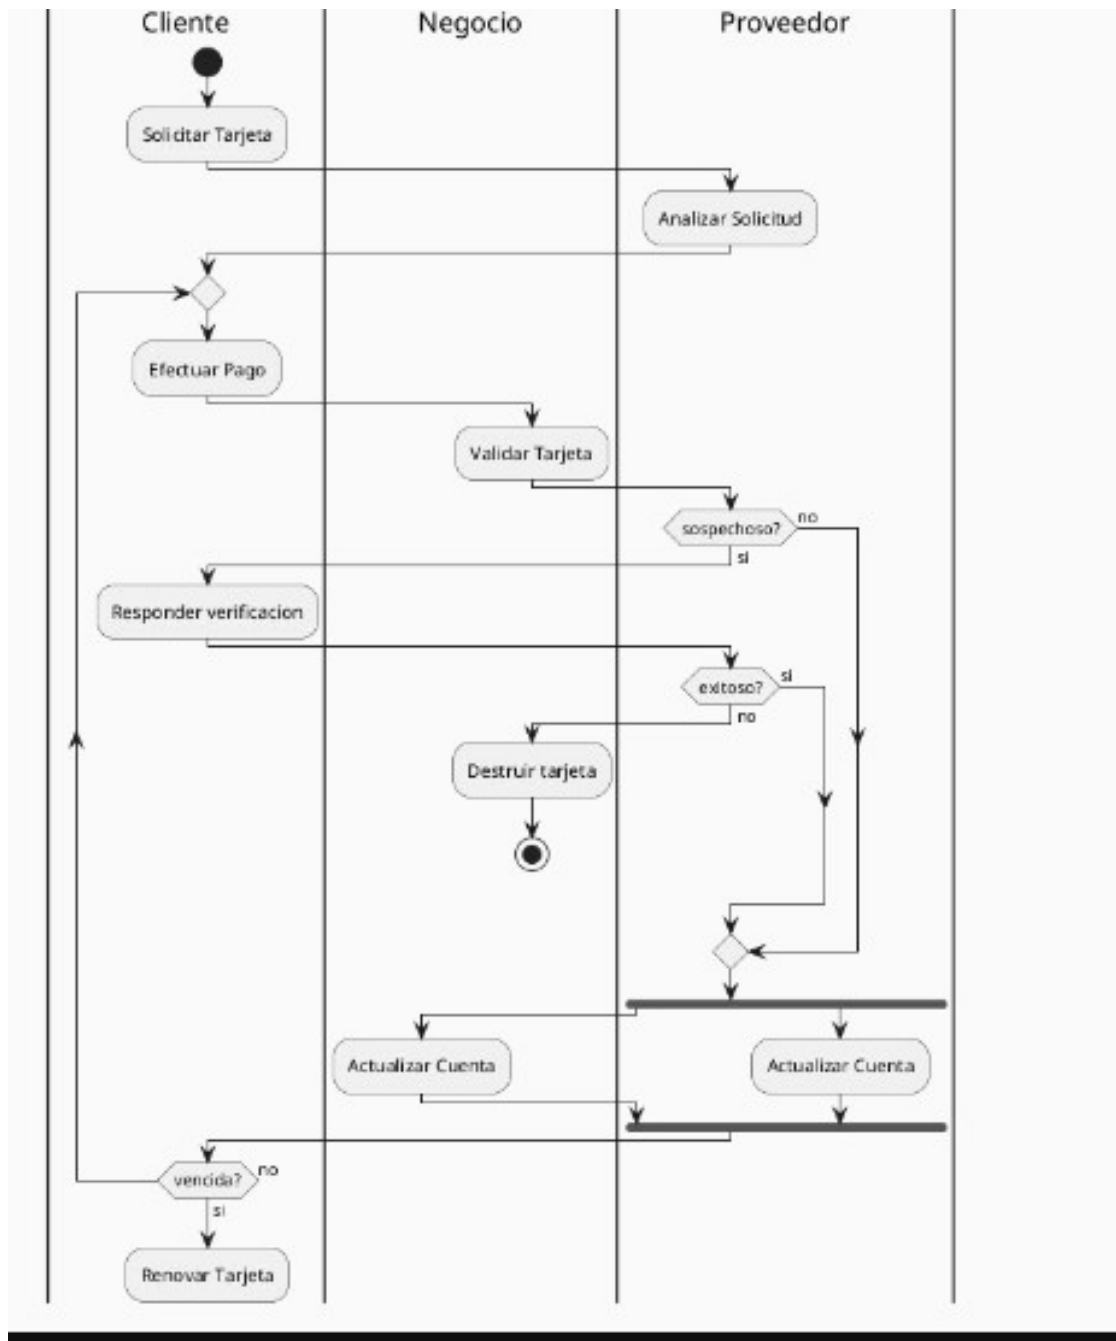 Cliente
Negocio
Proveedor
Solicitar Tarjeta
Analizar Solicitud
Efectuar Pago
Validar Tarjeta
sospechoso?
no
si
Responder verificacion
exitoso?
si
no
Destruir tarjeta
Actualizar Cuenta
Actualizar Cuenta
vencida?
no
si
Renovar Tarjeta